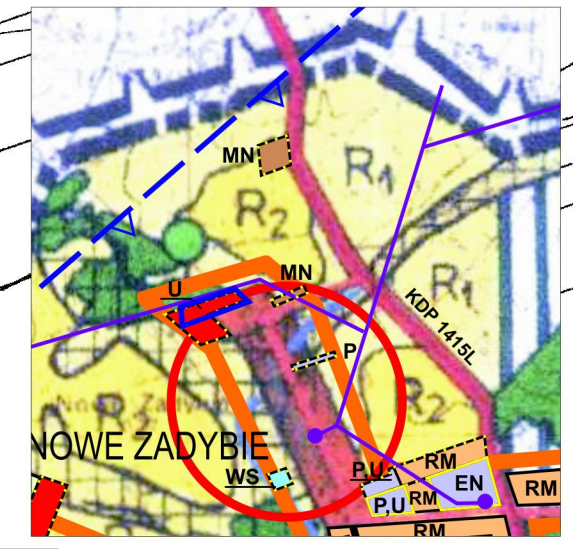 MN
R1
R2
MN
U
R1
KDP 1415L
P
R2
NOWE ZADYBIE
WS
P,U
RM
EN
P,U
RM
RM
RM